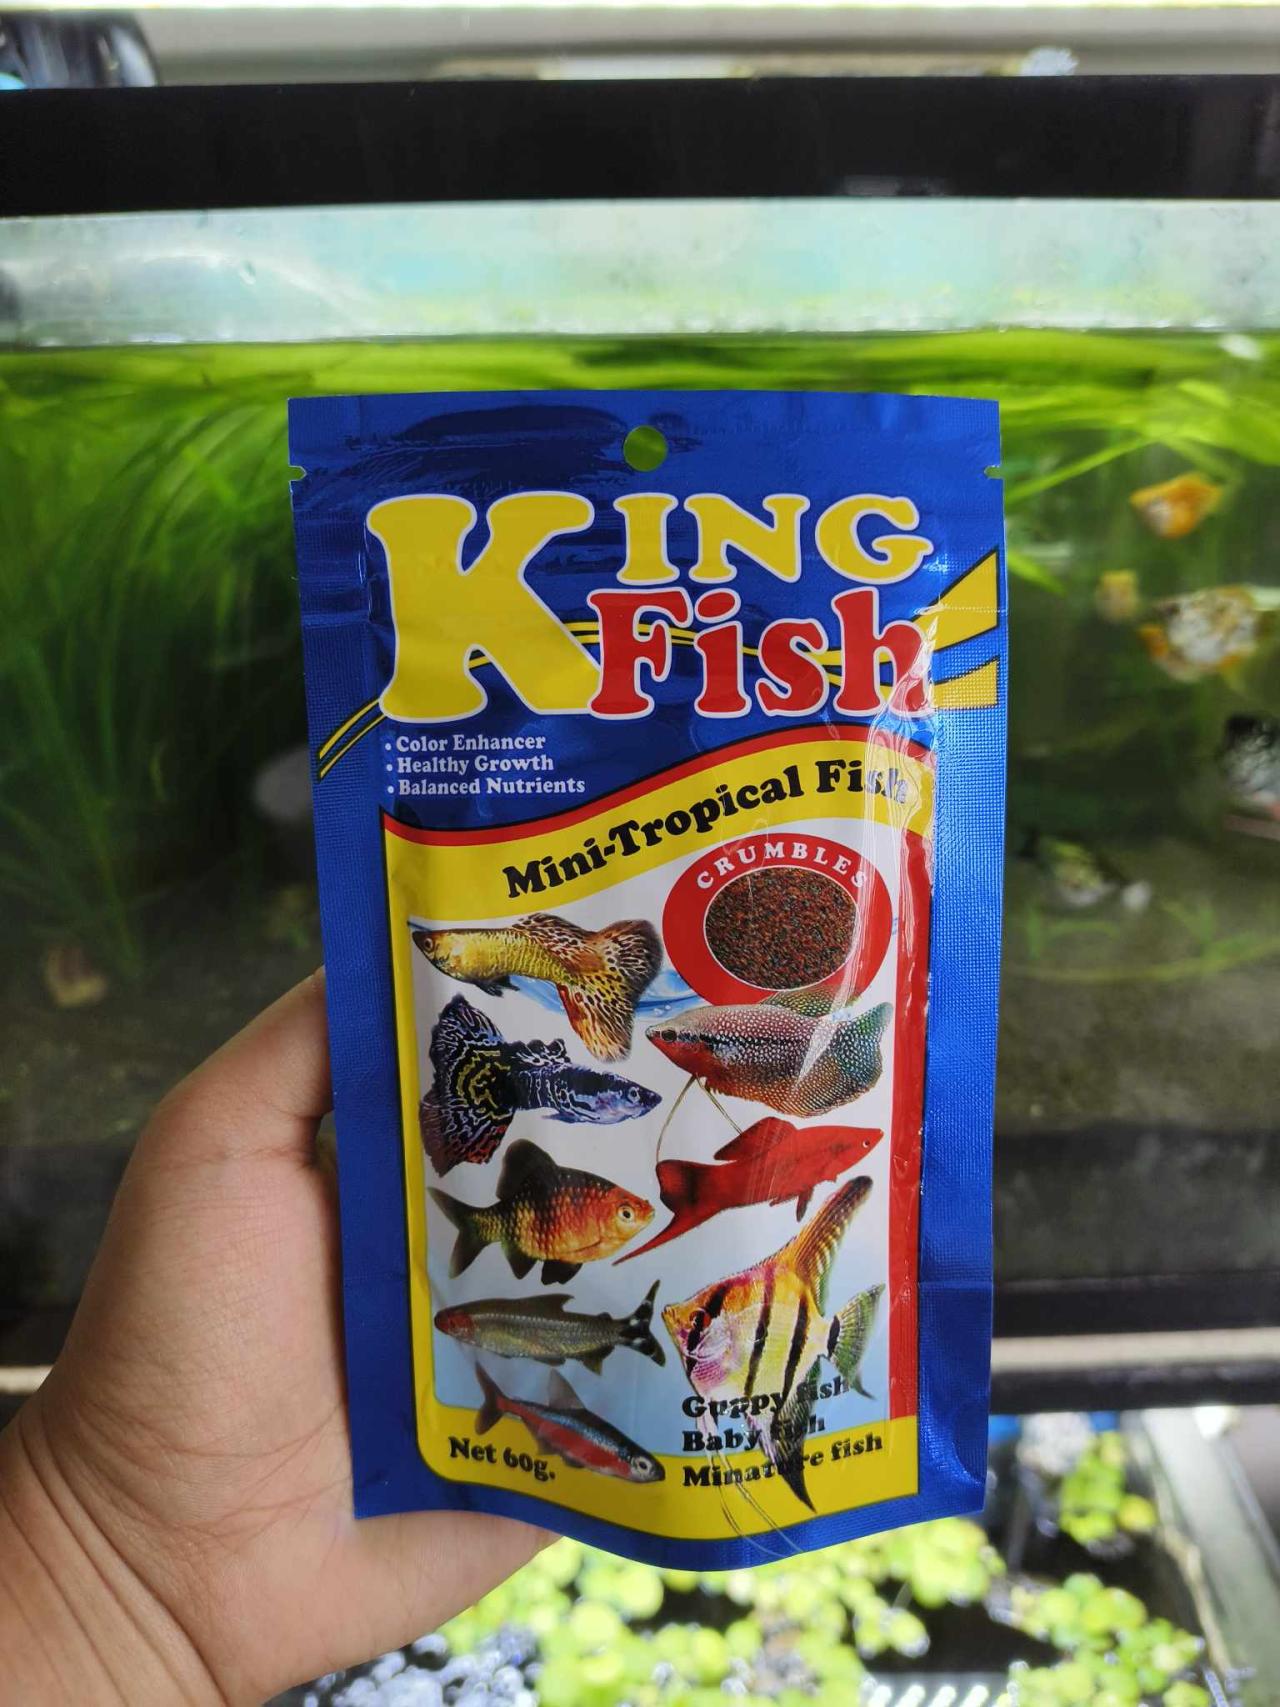 KING
Fish
• Color Enhancer
• Healthy Growth
• Balanced Nutrients
Mini-Tropical Fish
CRUMBLES
Guppy fish
Baby fish
Minature fish
Net 60g.